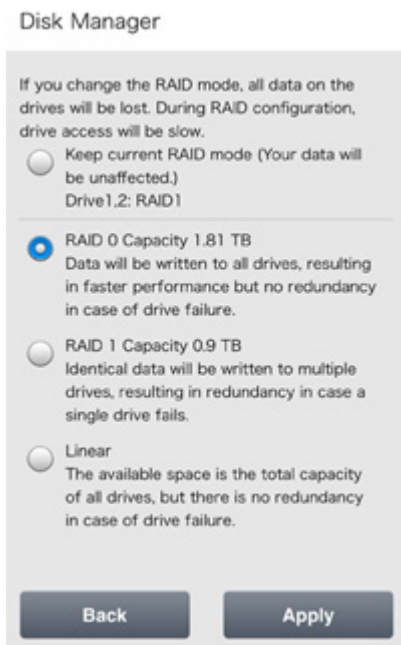 Disk Manager
If you change the RAID mode, all data on the
drives will be lost. During RAID configuration,
drive access will be slow.
Keep current RAID mode (Your data will
be unaffected.)
Drive1,2: RAID1
RAID 0 Capacity 1.81 TB
Data will be written to all drives, resulting
in faster performance but no redundancy
in case of drive failure.
RAID 1 Capacity 0.9 TB
Identical data will be written to multiple
drives, resulting in redundancy in case a
single drive fails.
Linear
The available space is the total capacity
of all drives, but there is no redundancy
in case of drive failure.
Back
Apply